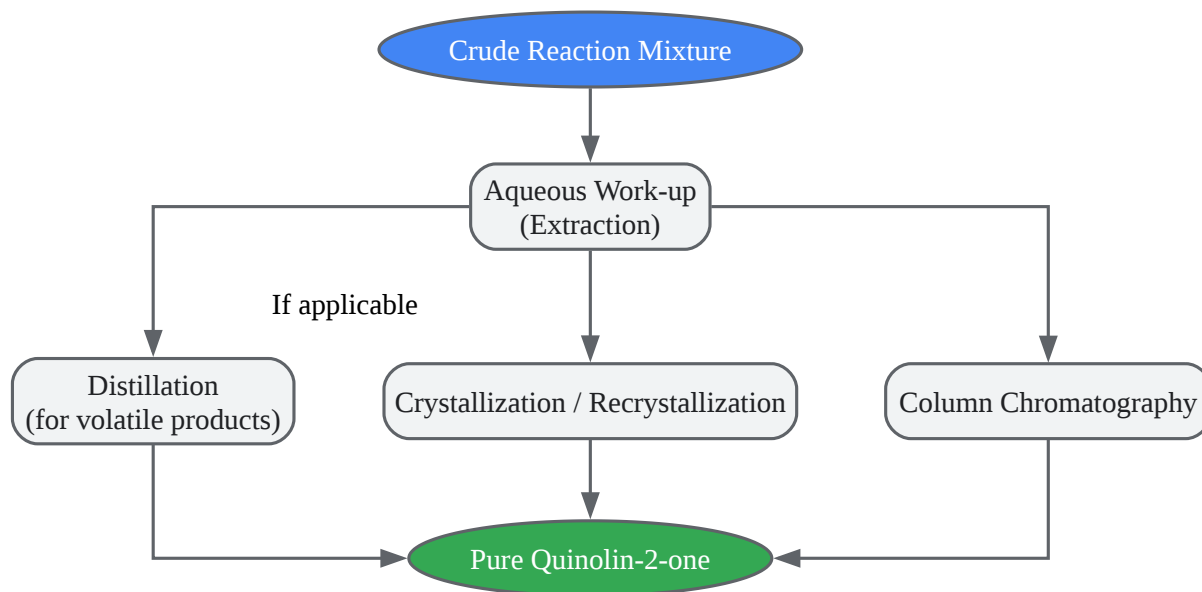 Crude Reaction Mixture
Aqueous Work-up
(Extraction)
If applicable
Distillation
(for volatile products)
Crystallization / Recrystallization
Column Chromatography
Pure Quinolin-2-one